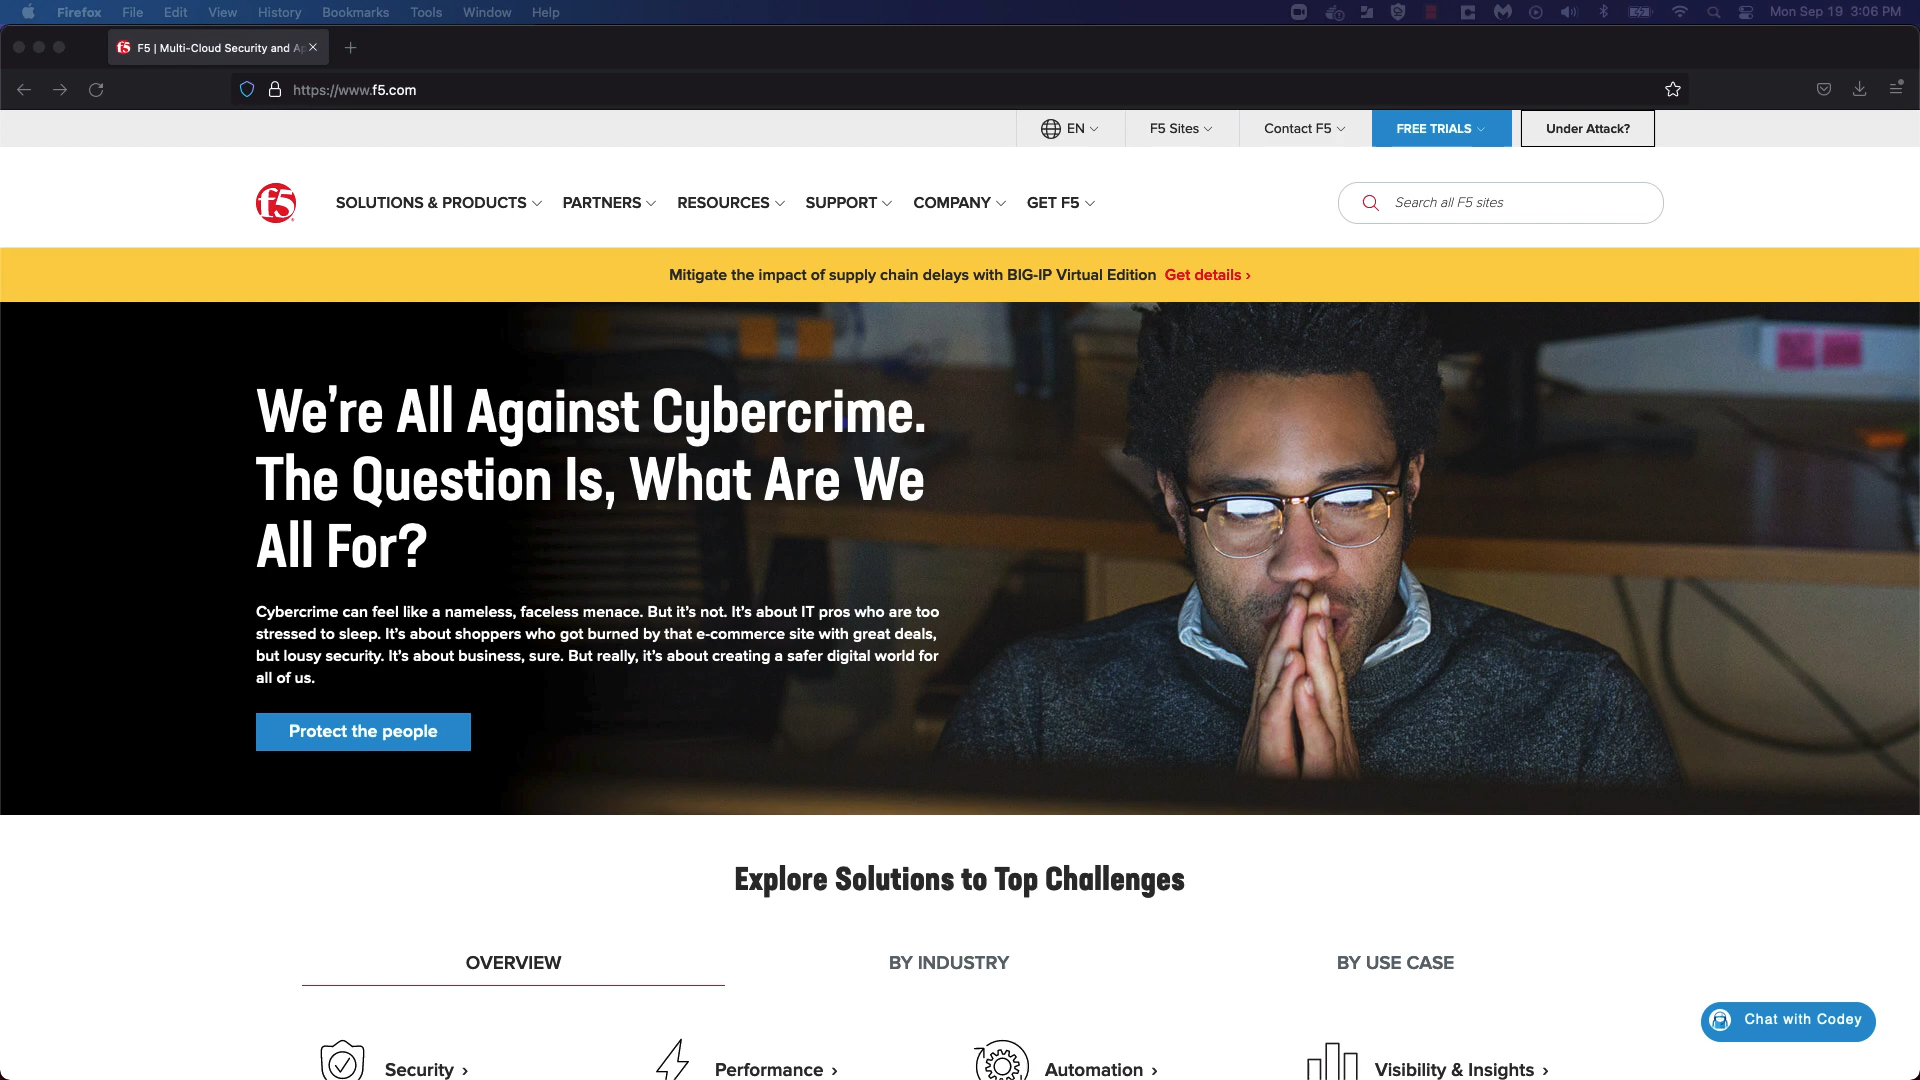 Firefox File Edit View History Bookmarks Tools Window Help
Mon Sep 19 3:06 PM
F5 | Multi-Cloud Security and Ap
https://www.f5.com
EN
F5 Sites
Contact F5
FREE TRIALS
Under Attack?
f5
SOLUTIONS & PRODUCTS PARTNERS RESOURCES SUPPORT COMPANY GET F5
Search all F5 sites
Mitigate the impact of supply chain delays with BIG-IP Virtual Edition Get details ›
We’re All Against Cybercrime.
The Question Is, What Are We
All For?
Cybercrime can feel like a nameless, faceless menace. But it’s not. It’s about IT pros who are too
stressed to sleep. It’s about shoppers who got burned by that e-commerce site with great deals,
but lousy security. It’s about business, sure. But really, it’s about creating a safer digital world for
all of us.
Protect the people
Explore Solutions to Top Challenges
OVERVIEW
BY INDUSTRY
BY USE CASE
Chat with Codey
Security ›
Performance ›
Automation ›
Visibility & Insights ›